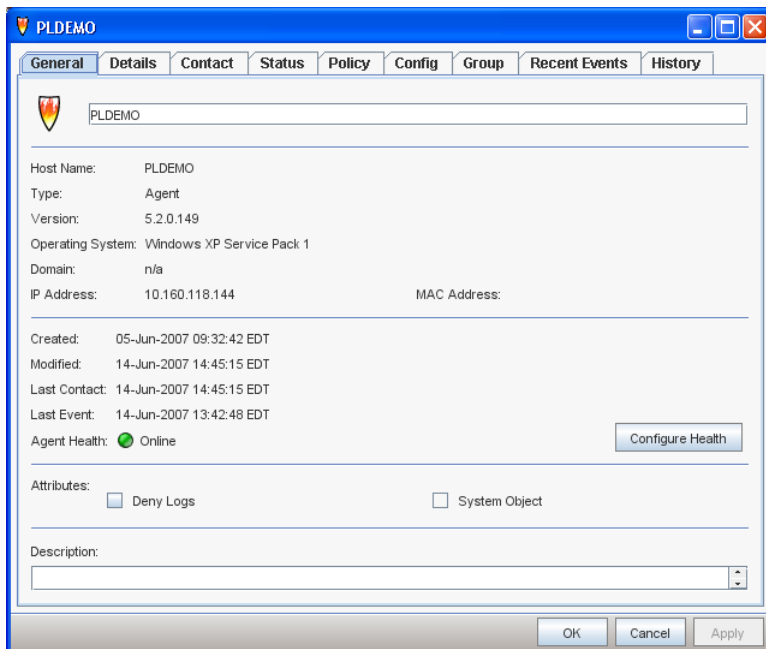 PLDEMO
General Details Contact Status Policy Config Group Recent Events History
PLDEMO
Host Name: PLDEMO
Type: Agent
Version: 5.2.0.149
Operating System: Windows XP Service Pack 1
Domain: n/a
IP Address: 10.160.118.144 MAC Address:
Created: 05-Jun-2007 09:32:42 EDT
Modified: 14-Jun-2007 14:45:15 EDT
Last Contact: 14-Jun-2007 14:45:15 EDT
Last Event: 14-Jun-2007 13:42:48 EDT
Agent Health: Online Configure Health
Attributes:
Deny Logs System Object
Description:
OK Cancel Apply